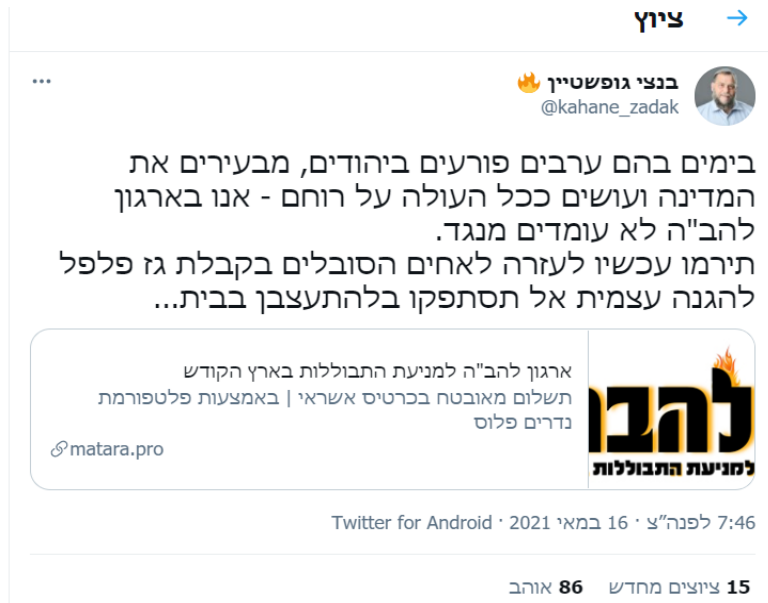 ציוץ
בנצי גופשטיין
@kahane_zadak
בימים בהם ערבים פורעים ביהודים, מבעירים את
המדינה ועושים ככל העולה על רוחם - אנו בארגון
להב"ה לא עומדים מנגד.
תירמו עכשיו לעזרה לאחים הסובלים בקבלת גז פלפל
להגנה עצמית אל תסתפקו בלהתעצבן בבית...
להבה
למניעת התבוללות
ארגון להב"ה למניעת התבוללות בארץ הקודש
תשלום מאובטח בכרטיס אשראי | באמצעות פלטפורמת
נדרים פלוס
matara.pro
7:46 לפנה״צ · 16 במאי 2021 · Twitter for Android
15 ציוצים מחדש 86 אוהב